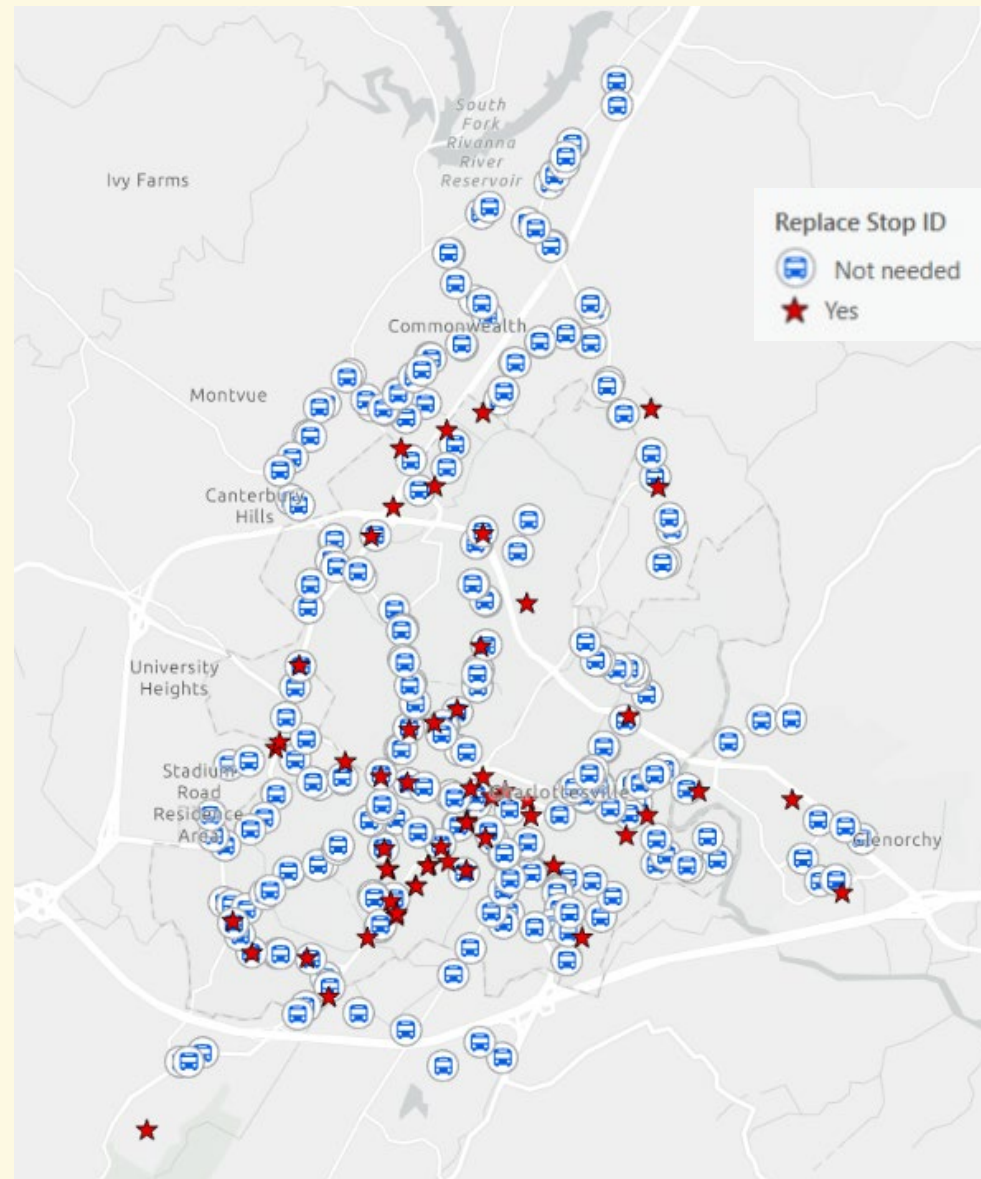 South
Fork
Rivanna
River
Reservoir
Ivy Farms
Replace Stop ID
Not needed
Yes
Commonwealth
Montvue
Canterbury
Hills
University
Heights
Stadium
Road
Residence
Area
Charlottesville
Glenorchy